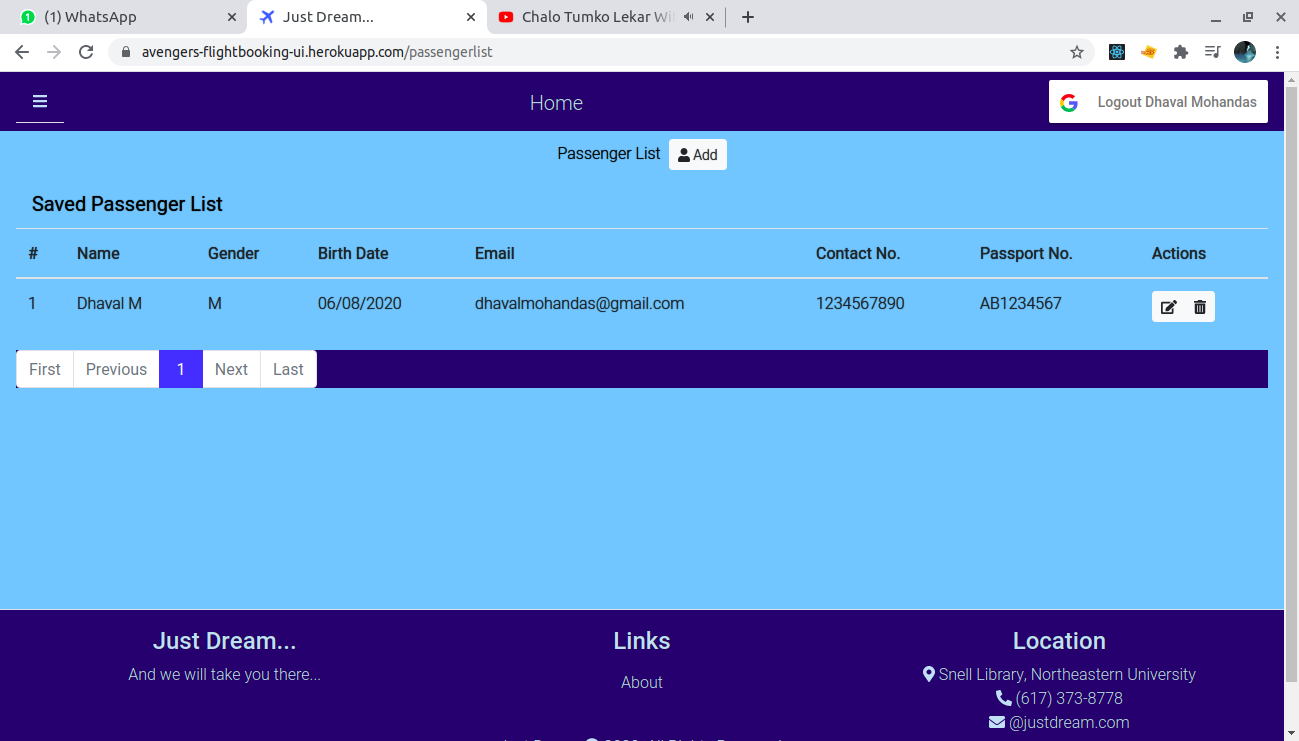 (1) WhatsApp
Just Dream...
Chalo Tumko Lekar Wi
avengers-flightbooking-ui.herokuapp.com/passengerlist
Home
Logout Dhaval Mohandas
Passenger List Add
Saved Passenger List
# Name Gender Birth Date Email Contact No. Passport No. Actions
1 Dhaval M M 06/08/2020 dhavalmohandas@gmail.com 1234567890 AB1234567
First Previous 1 Next Last
Just Dream... Links Location
And we will take you there... About Snell Library, Northeastern University
(617) 373-8778
@justdream.com